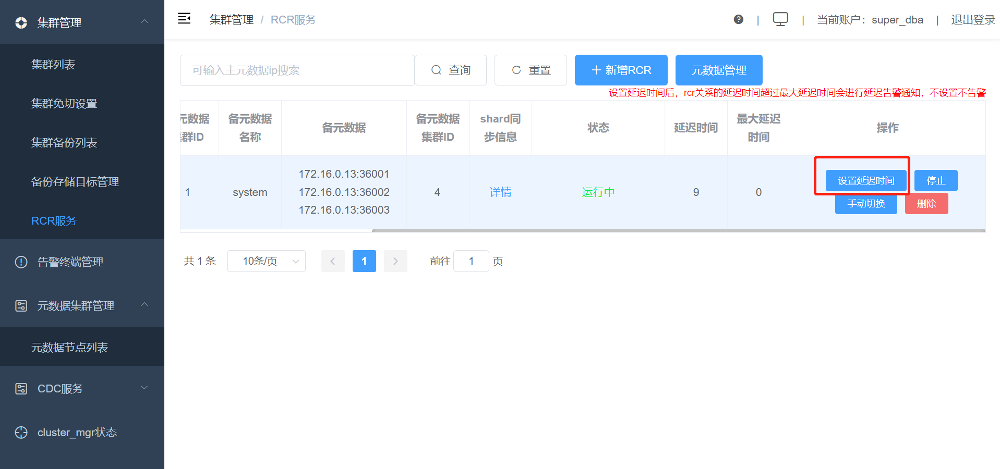 集群管理
集群列表
集群免切设置
集群备份列表
备份存储目标管理
RCR服务
告警终端管理
元数据集群管理
元数据节点列表
CDC服务
cluster_mgr状态
集群管理 / RCR服务
? | | 当前账户：super_dba | 退出登录
可输入主元数据ip搜索 查询 重置 新增RCR 元数据管理
设置延迟时间后，rcr关系的延迟时间超过最大延迟时间会进行延迟告警通知，不设置不告警
元数据
集群ID
备元数据
名称
备元数据
备元数据
集群ID
shard同
步信息
状态
延迟时间
最大延迟
时间
操作
1
system
172.16.0.13:36001
172.16.0.13:36002
172.16.0.13:36003
4
详情
运行中
9
0
设置延迟时间 停止
手动切换 删除
共 1 条 10条/页 1 前往 1 页